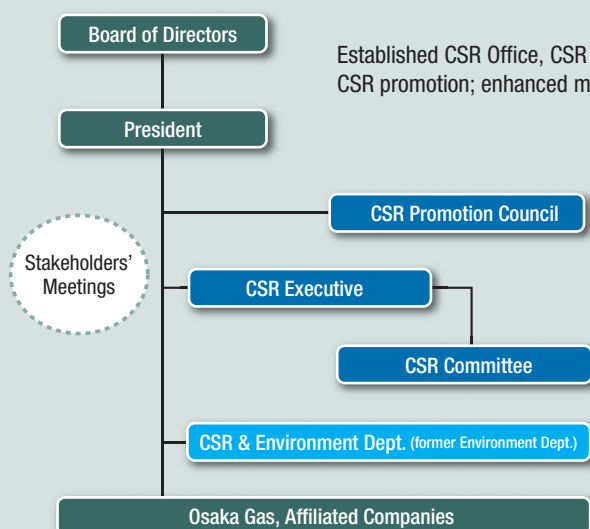 Board of Directors
Established CSR Office, CSR
CSR promotion; enhanced m
President
CSR Promotion Council
Stakeholders'
Meetings
CSR Executive
CSR Committee
CSR & Environment Dept. (former Environment Dept.)
Osaka Gas, Affiliated Companies